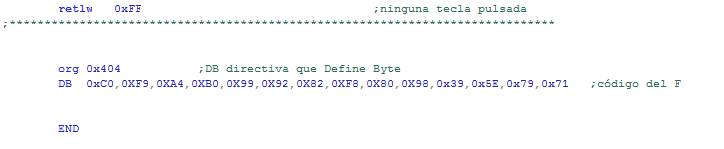 retlw 0xFF ;ninguna tecla pulsada
;******************************************************************************
org 0x404 ;DB directiva que Define Byte
DB 0xC0,0XF9,0XA4,0XB0,0X99,0X92,0X82,0XF8,0X80,0X98,0x39,0x5E,0x79,0x71 ;código del F
END